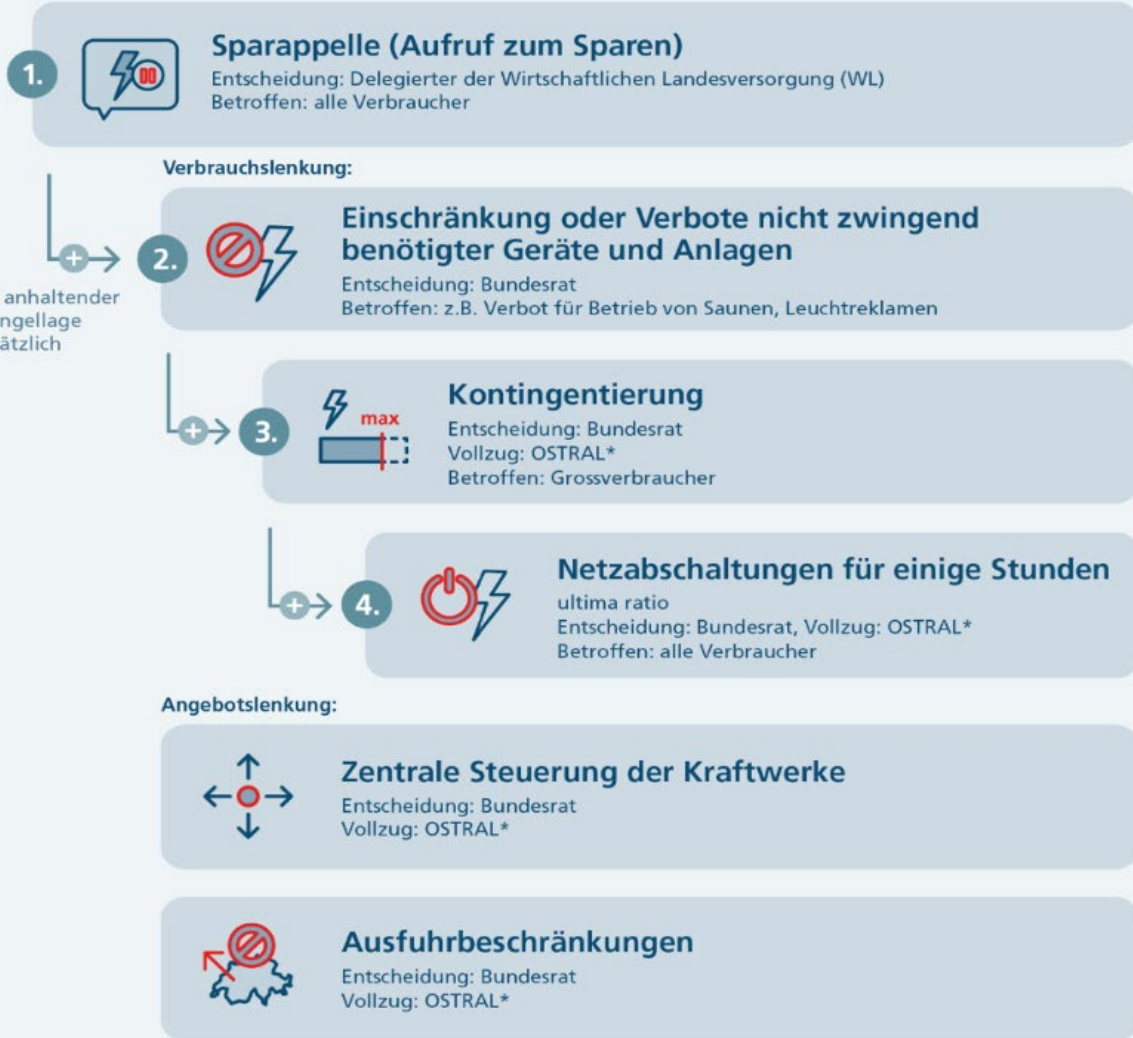 1.
Sparappelle (Aufruf zum Sparen)
Entscheidung: Delegierter der Wirtschaftlichen Landesversorgung (WL)
Betroffen: alle Verbraucher
Verbrauchslenkung:
2.
Einschränkung oder Verbote nicht zwingend
benötigter Geräte und Anlagen
Entscheidung: Bundesrat
Betroffen: z.B. Verbot für Betrieb von Saunen, Leuchtreklamen
+
anhaltender
ngellage
ätzlich
+
3.
max
Kontingentierung
Entscheidung: Bundesrat
Vollzug: OSTRAL*
Betroffen: Grossverbraucher
+
4.
Netzabschaltungen für einige Stunden
ultima ratio
Entscheidung: Bundesrat, Vollzug: OSTRAL*
Betroffen: alle Verbraucher
Angebotslenkung:
Zentrale Steuerung der Kraftwerke
Entscheidung: Bundesrat
Vollzug: OSTRAL*
Ausfuhrbeschränkungen
Entscheidung: Bundesrat
Vollzug: OSTRAL*